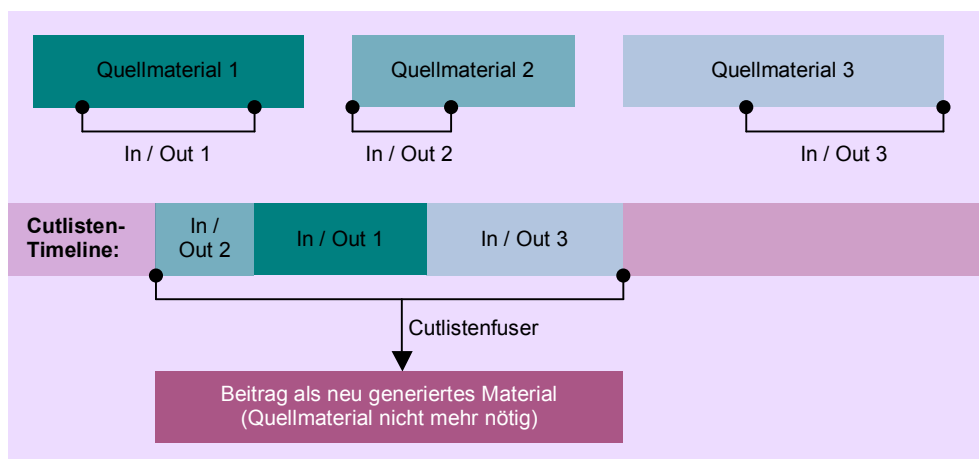 Quellmaterial 1
Quellmaterial 2
Quellmaterial 3
In / Out 1
In / Out 2
In / Out 3
Cutlisten-
Timeline:
In /
Out 2
In / Out 1
In / Out 3
Cutlistenfuser
Beitrag als neu generiertes Material
(Quellmaterial nicht mehr nötig)